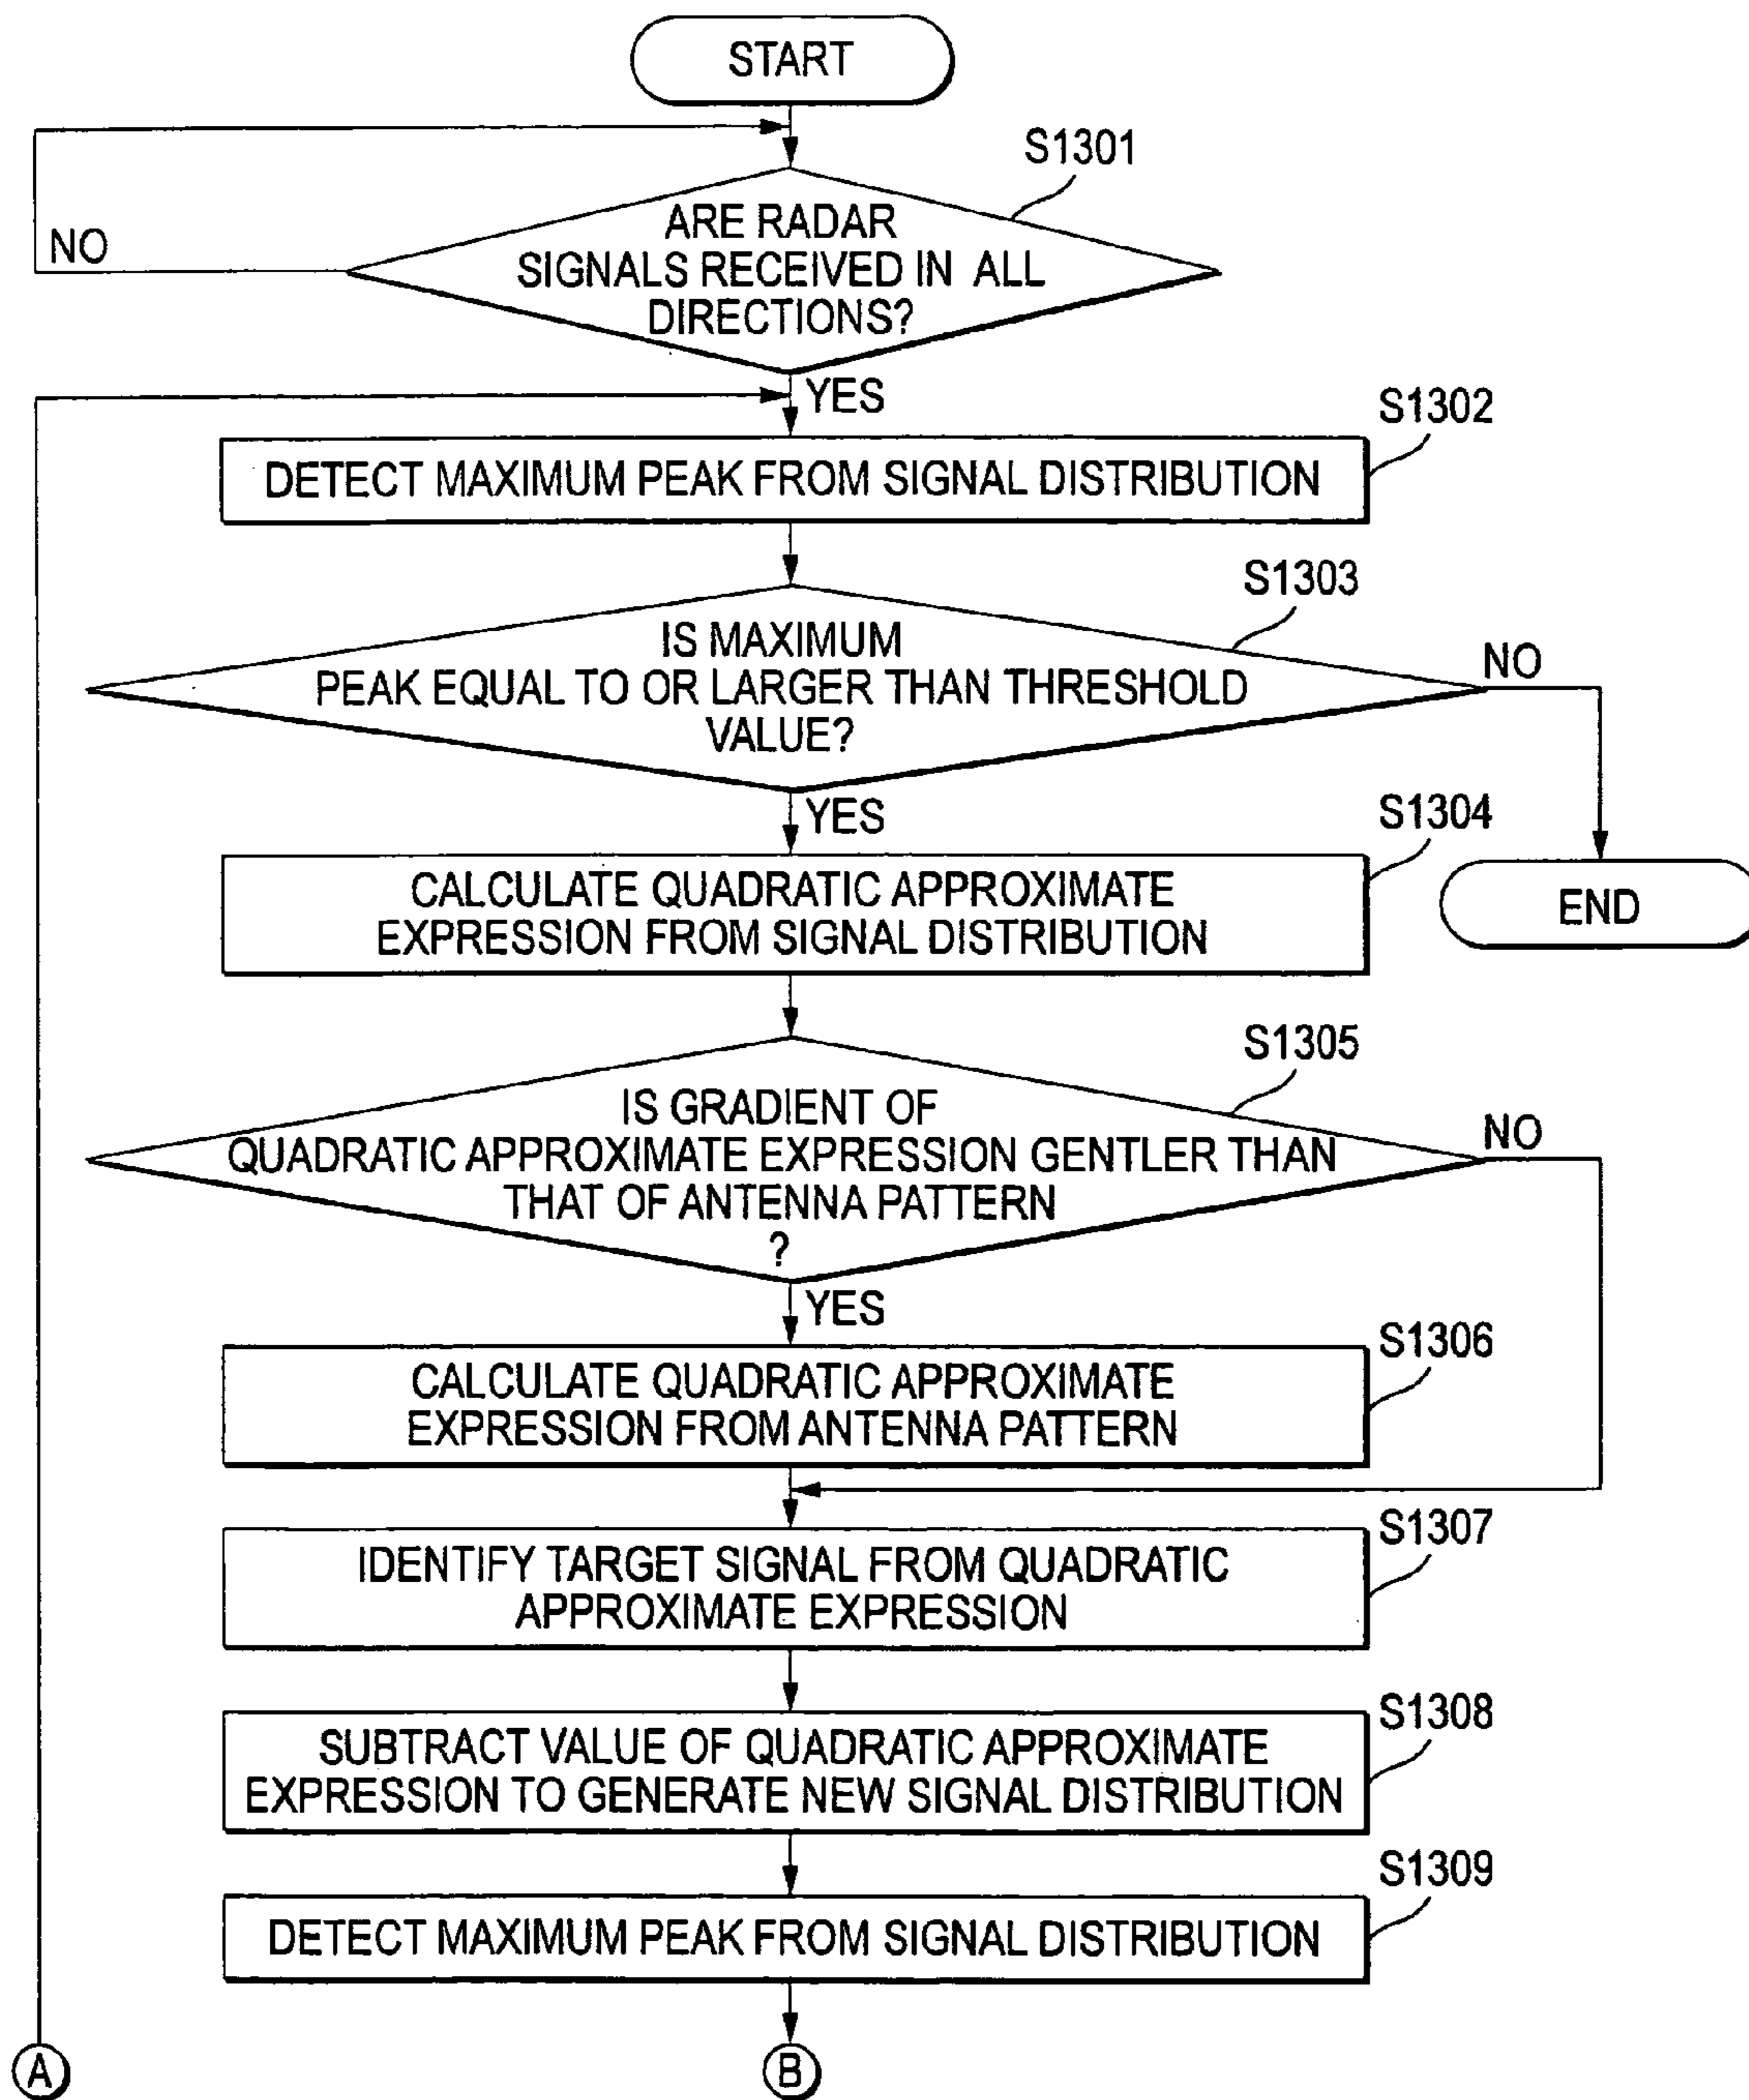 START
S1301
ARE RADAR
SIGNALS RECEIVED IN ALL
DIRECTIONS?
NO
YES
S1302
DETECT MAXIMUM PEAK FROM SIGNAL DISTRIBUTION
S1303
IS MAXIMUM
PEAK EQUAL TO OR LARGER THAN THRESHOLD
VALUE?
NO
YES
S1304
CALCULATE QUADRATIC APPROXIMATE
EXPRESSION FROM SIGNAL DISTRIBUTION
END
S1305
IS GRADIENT OF
QUADRATIC APPROXIMATE EXPRESSION GENTLER THAN
THAT OF ANTENNA PATTERN
?
NO
YES
S1306
CALCULATE QUADRATIC APPROXIMATE
EXPRESSION FROM ANTENNA PATTERN
S1307
IDENTIFY TARGET SIGNAL FROM QUADRATIC
APPROXIMATE EXPRESSION
S1308
SUBTRACT VALUE OF QUADRATIC APPROXIMATE
EXPRESSION TO GENERATE NEW SIGNAL DISTRIBUTION
S1309
DETECT MAXIMUM PEAK FROM SIGNAL DISTRIBUTION
A
B